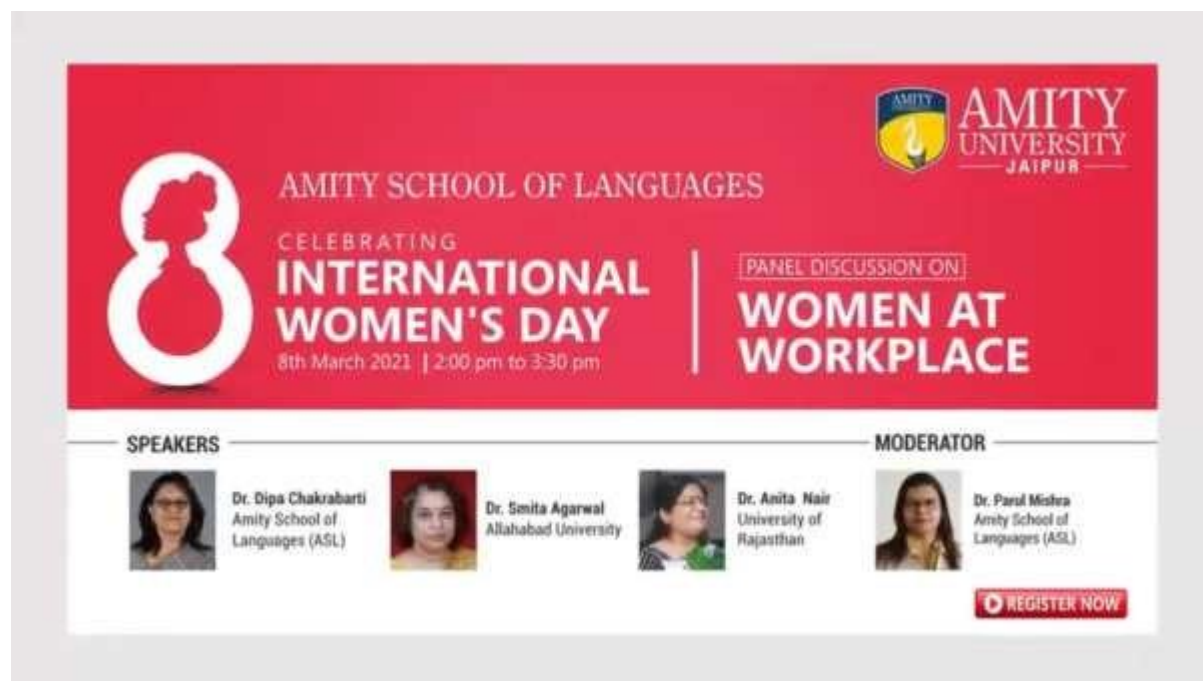 AMITY
AMITY
UNIVERSITY
JAIPUR
AMITY SCHOOL OF LANGUAGES
CELEBRATING
INTERNATIONAL
WOMEN'S DAY
8th March 2021 | 2:00 pm to 3:30 pm
PANEL DISCUSSION ON
WOMEN AT
WORKPLACE
SPEAKERS
Dr. Dipa Chakrabarti
Amity School of
Languages (ASL)
Dr. Smita Agarwal
Allahabad University
Dr. Anita Nair
University of
Rajasthan
MODERATOR
Dr. Parul Mishra
Amity School of
Languages (ASL)
REGISTER NOW